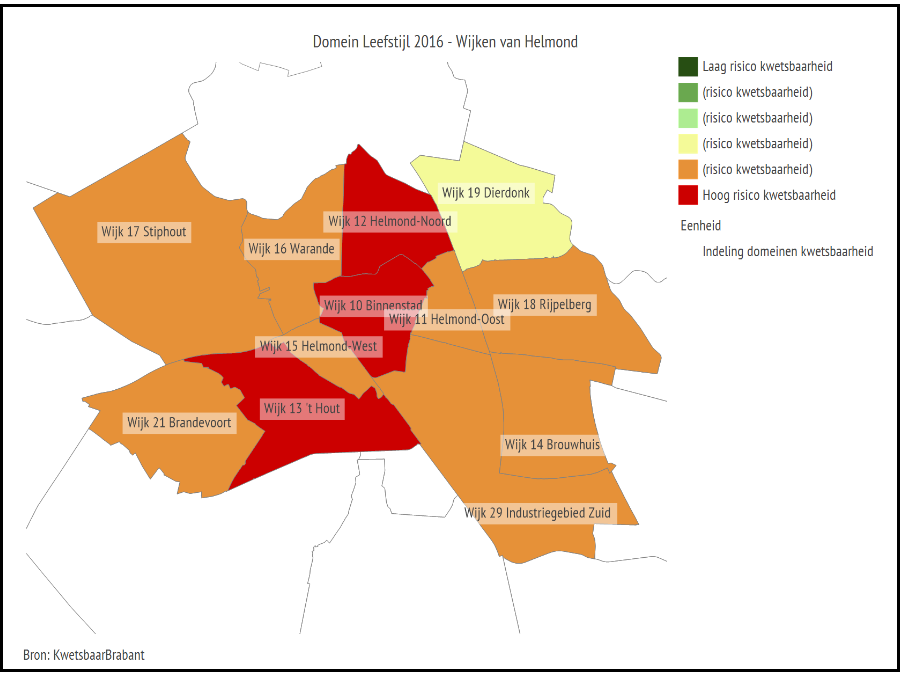 Domein Leefstijl 2016 - Wijken van Helmond
Laag risico kwetsbaarheid
(risico kwetsbaarheid)
(risico kwetsbaarheid)
(risico kwetsbaarheid)
(risico kwetsbaarheid)
Hoog risico kwetsbaarheid
Eenheid
Indeling domeinen kwetsbaarheid
Wijk 19 Dierdonk
Wijk 12 Helmond-Noord
Wijk 17 Stiphout
Wijk 16 Warande
Wijk 10 Binnenstad
Wijk 18 Rijpelberg
Wijk 11 Helmond-Oost
Wijk 15 Helmond-West
Wijk 13 't Hout
Wijk 21 Brandevoort
Wijk 14 Brouwhuis
Wijk 29 Industriegebied Zuid
Bron: KwetsbaarBrabant